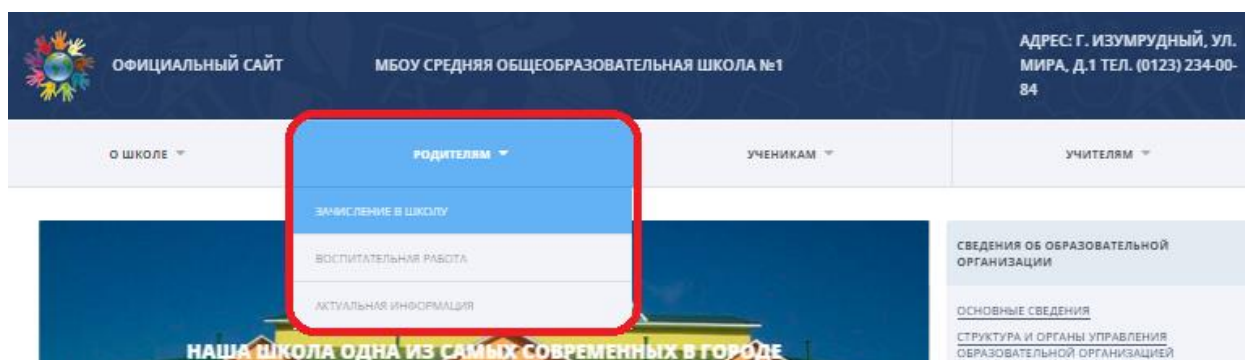 ОФИЦИАЛЬНЫЙ САЙТ
МБОУ СРЕДНЯЯ ОБЩЕОБРАЗОВАТЕЛЬНАЯ ШКОЛА №1
АДРЕС: Г. ИЗУМРУДНЫЙ, УЛ.
МИРА, Д.1 ТЕЛ. (0123) 234-00-
84
О ШКОЛЕ
РОДИТЕЛЯМ
УЧЕНИКАМ
УЧИТЕЛЯМ
ЗАЧИСЛЕНИЕ В ШКОЛУ
ВОСПИТАТЕЛЬНАЯ РАБОТА
АКТУАЛЬНАЯ ИНФОРМАЦИЯ
НАША ШКОЛА ОДНА ИЗ САМЫХ СОВРЕМЕННЫХ В ГОРОДЕ
СВЕДЕНИЯ ОБ ОБРАЗОВАТЕЛЬНОЙ
ОРГАНИЗАЦИИ
ОСНОВНЫЕ СВЕДЕНИЯ
СТРУКТУРА И ОРГАНЫ УПРАВЛЕНИЯ
ОБРАЗОВАТЕЛЬНОЙ ОРГАНИЗАЦИЕЙ